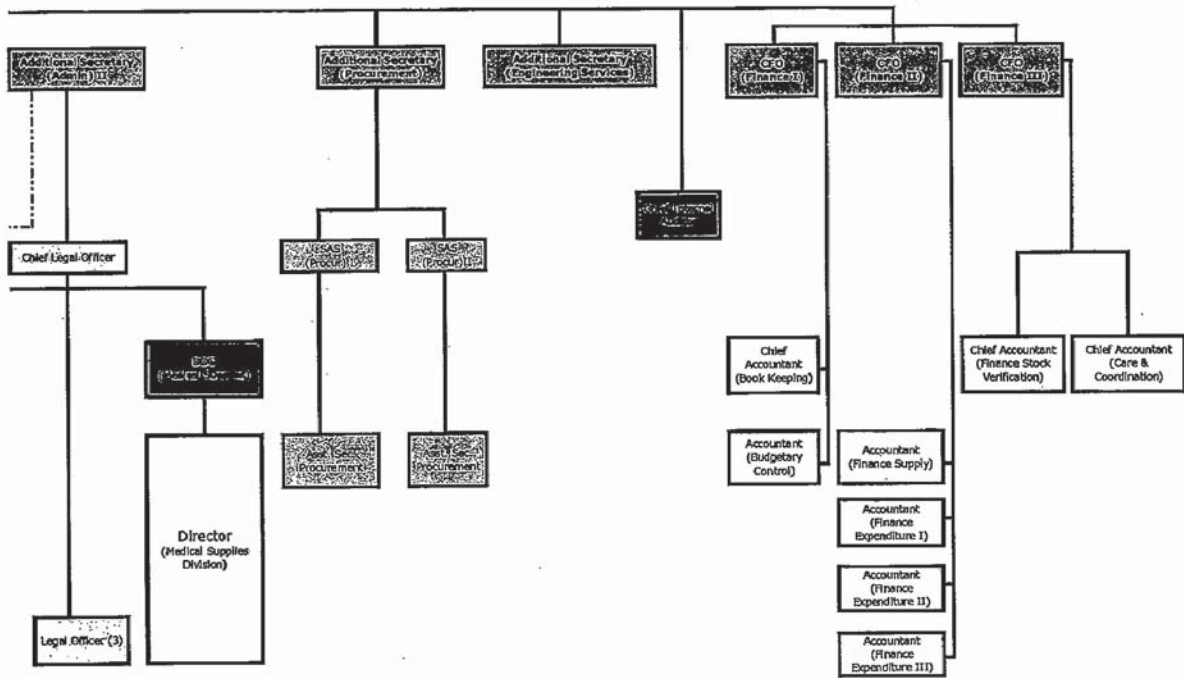 Additional Secretary
(Admin) II
Additional Secretary
(Procurement)
Additional Secretary
(Engineering Services)
CFO
(Finance I)
CFO
(Finance II)
CFO
(Finance III)
Chief Internal
Auditor
Chief Legal Officer
SAS
(Procur) I
SAS
(Procur) II
Chief
Accountant
(Book Keeping)
Chief Accountant
(Finance Stock
Verification)
Chief Accountant
(Care &
Coordination)
Asst Sec
Procurement
Asst Sec
Procurement
Accountant
(Budgetary
Control)
Accountant
(Finance Supply)
Director
(Medical Supplies
Division)
Accountant
(Finance
Expenditure I)
Accountant
(Finance
Expenditure II)
Legal Officer (3)
Accountant
(Finance
Expenditure III)